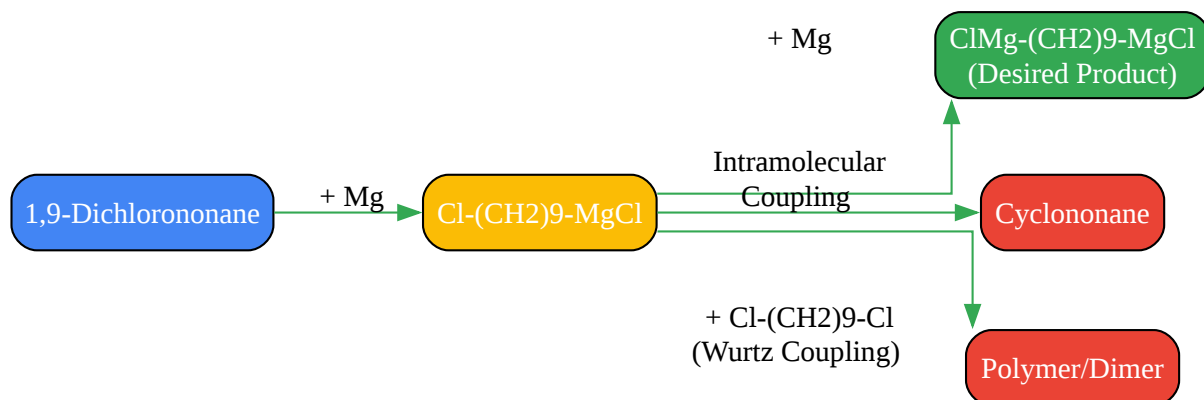 + Mg
ClMg-(CH2)9-MgCl
(Desired Product)
1,9-Dichlorononane
+ Mg
Cl-(CH2)9-MgCl
Intramolecular
Coupling
Cyclononane
+ Cl-(CH2)9-Cl
(Wurtz Coupling)
Polymer/Dimer